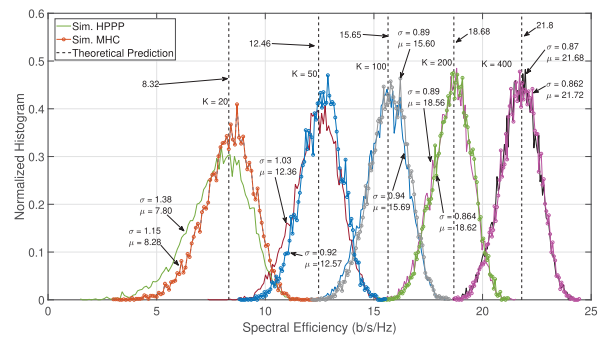 Sim. HPPP
Sim. MHC
Theoretical Prediction
8.32
12.46
15.65
18.68
21.8
K = 20
K = 50
K = 100
K = 200
K = 400
σ = 0.89
μ = 15.60
σ = 0.87
μ = 21.68
σ = 0.89
μ = 18.56
σ = 0.862
μ = 21.72
σ = 1.38
μ = 7.80
σ = 1.15
μ = 8.28
σ = 1.03
μ = 12.36
σ = 0.92
μ = 12.57
σ = 0.94
μ = 15.69
σ = 0.864
μ = 18.62
Normalized Histogram
0.6
0.5
0.4
0.3
0.2
0.1
0
0
5
10
15
20
25
Spectral Efficiency (b/s/Hz)